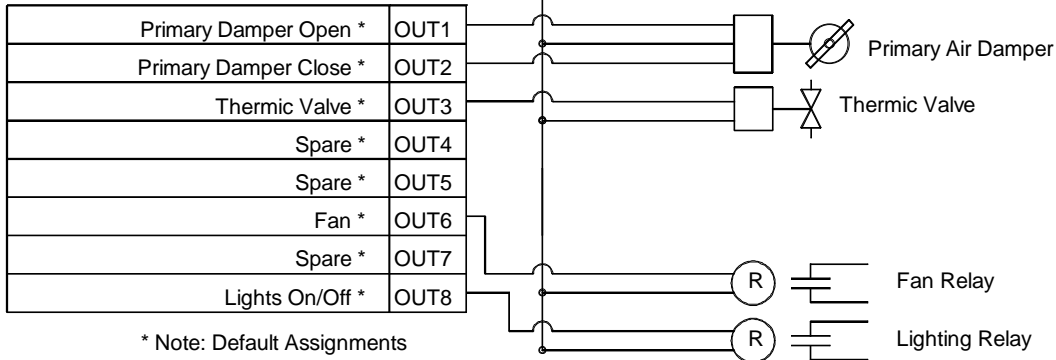 Primary Damper Open * OUT1
Primary Damper Close * OUT2
Thermic Valve * OUT3
Spare * OUT4
Spare * OUT5
Fan * OUT6
Spare * OUT7
Lights On/Off * OUT8
* Note: Default Assignments
Primary Air Damper
Thermic Valve
R Fan Relay
R Lighting Relay